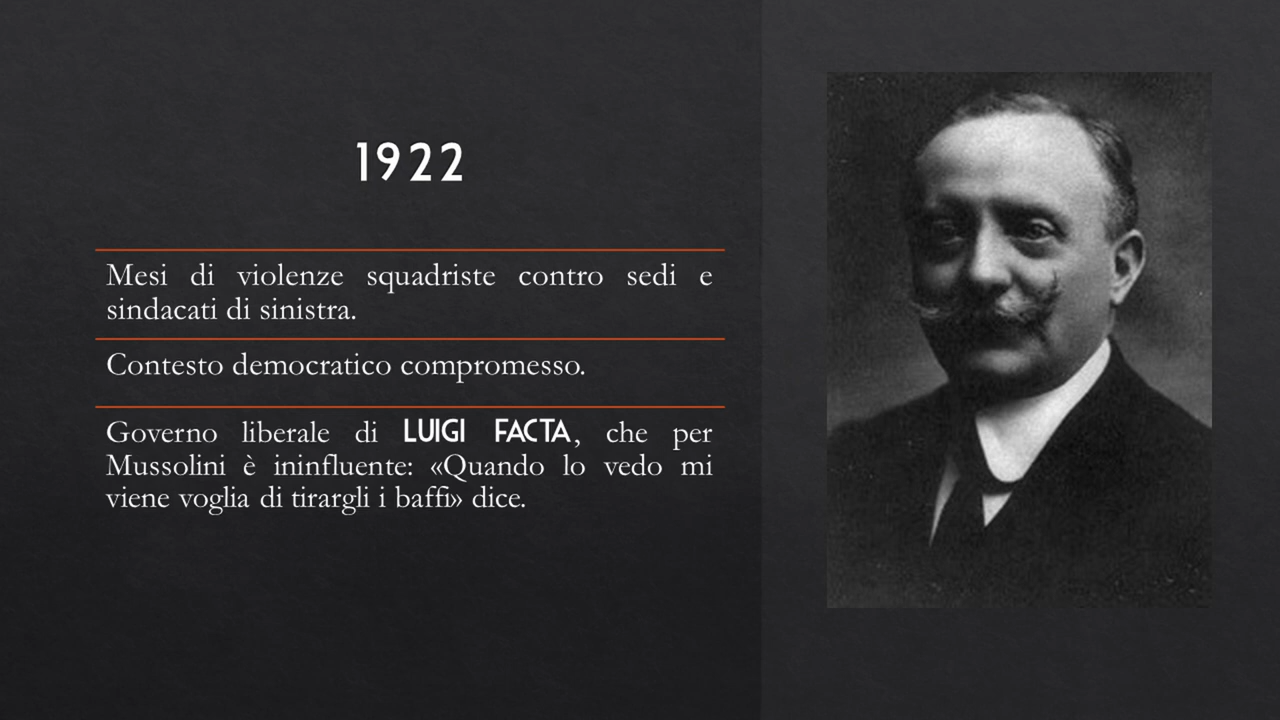 1922
Mesi di violenze squadriste contro sedi e
sindacati di sinistra.
Contesto democratico compromesso.
Governo liberale di LUIGI FACTA, che per
Mussolini è ininfluente: «Quando lo vedo mi
viene voglia di tirargli i baffi» dice.